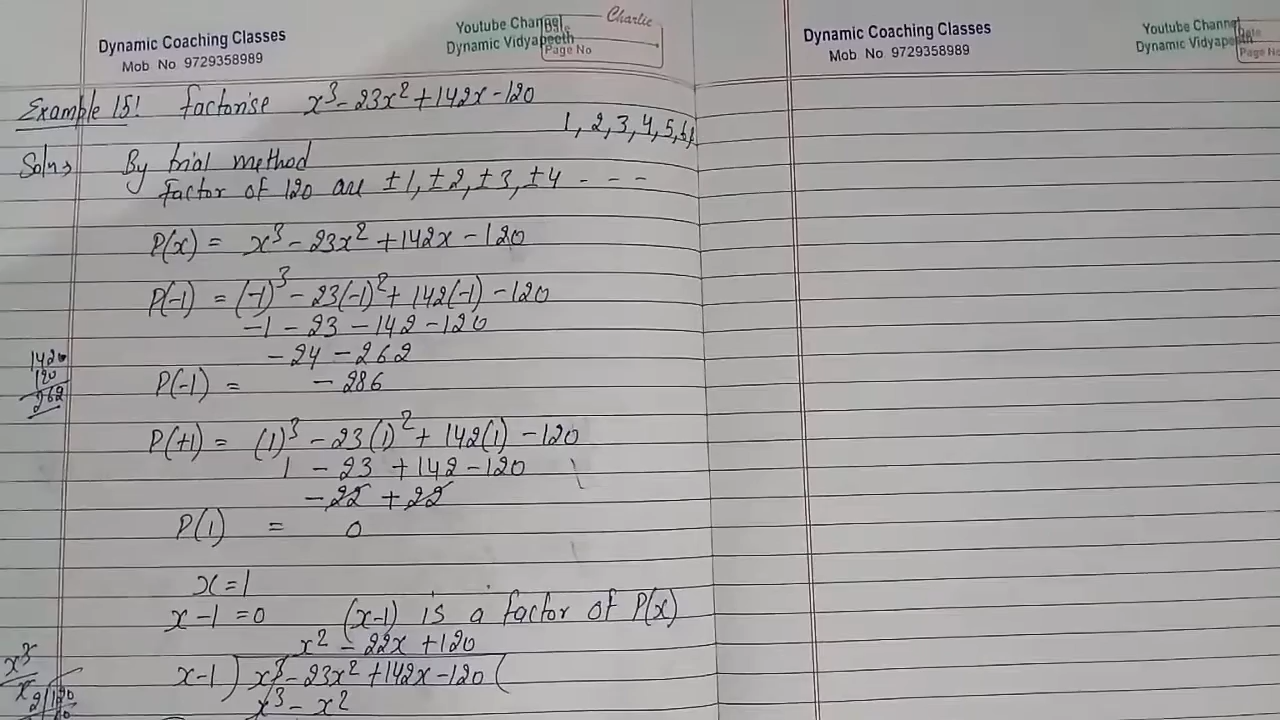 Dynamic Coaching Classes
Mob No 9729358989
Youtube Channel
Dynamic Vidyapeeth
Charlie
Page No
Dynamic Coaching Classes
Mob No 9729358989
Youtube Channel
Dynamic Vidyapeeth
Page No
Example 15! factorise x³ - 23x² + 142x - 120
1, 2, 3, 4, 5, 6,
Soln⇒ By trial method
factor of 120 are ±1, ±2, ±3, ±4 - - -
P(x) = x³ - 23x² + 142x - 120
P(-1) = (-1)³ - 23(-1)² + 142(-1) - 120
-1 - 23 - 142 - 120
-24 - 262
P(-1) = - 286
142
120
262
P(+1) = (1)³ - 23(1)² + 142(1) - 120
1 - 23 + 142 - 120
-22 + 22
P(1) = 0
x = 1
x - 1 = 0 (x-1) is a factor of P(x)
x² - 22x + 120
x-1 ) x³ - 23x² + 142x - 120 (
x³ - x²
x³
x
2 120